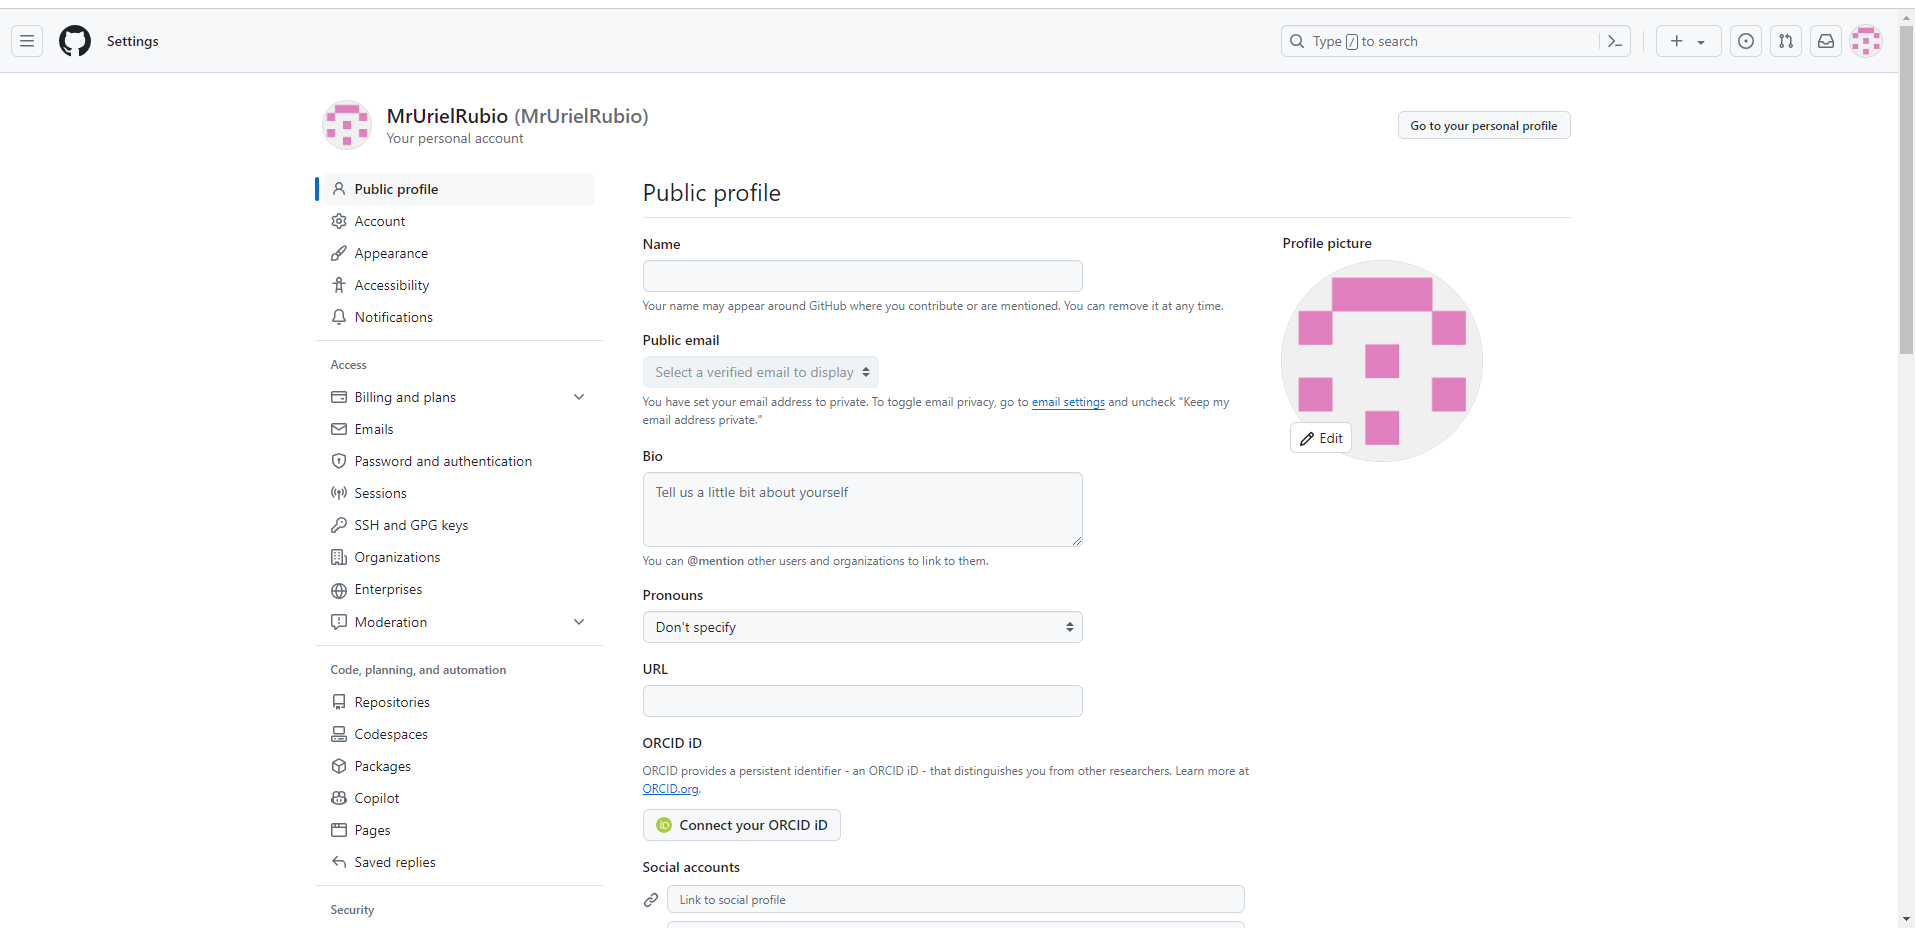 Settings
Type / to search
MrUrielRubio (MrUrielRubio)
Your personal account
Go to your personal profile
Public profile
Account
Appearance
Accessibility
Notifications
Access
Billing and plans
Emails
Password and authentication
Sessions
SSH and GPG keys
Organizations
Enterprises
Moderation
Code, planning, and automation
Repositories
Codespaces
Packages
Copilot
Pages
Saved replies
Security
Public profile
Name
Your name may appear around GitHub where you contribute or are mentioned. You can remove it at any time.
Public email
Select a verified email to display
You have set your email address to private. To toggle email privacy, go to email settings and uncheck "Keep my
email address private."
Bio
Tell us a little bit about yourself
You can @mention other users and organizations to link to them.
Pronouns
Don't specify
URL
ORCID iD
ORCID provides a persistent identifier - an ORCID iD - that distinguishes you from other researchers. Learn more at
ORCID.org.
iD Connect your ORCID iD
Social accounts
Link to social profile
Profile picture
Edit